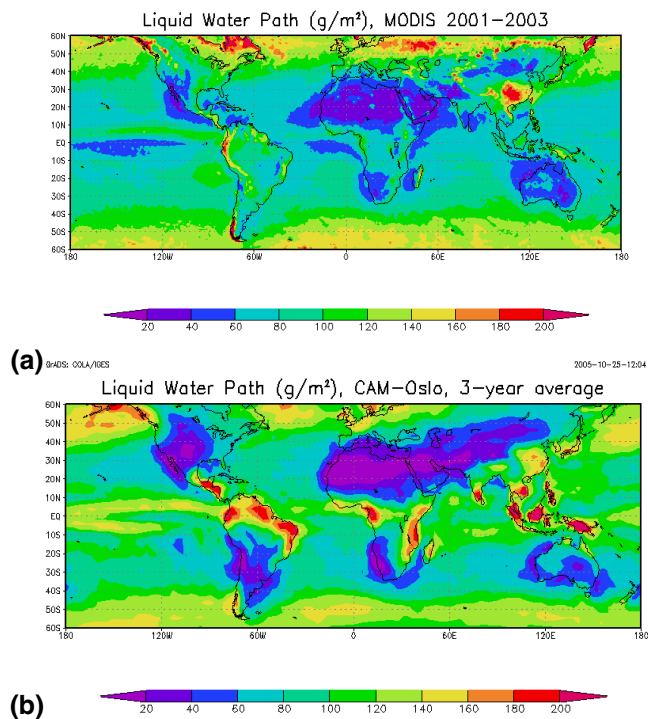 Liquid Water Path (g/m²), MODIS 2001–2003
60N
50N
40N
30N
20N
10N
EQ
10S
20S
30S
40S
50S
60S
180 120W 60W 0 60E 120E 180
20 40 60 80 100 120 140 160 180 200
(a) GrADS: COLA/IGES 2005-10-25-12:04
Liquid Water Path (g/m²), CAM–Oslo, 3–year average
60N
50N
40N
30N
20N
10N
EQ
10S
20S
30S
40S
50S
60S
180 120W 60W 0 60E 120E 180
(b) 20 40 60 80 100 120 140 160 180 200